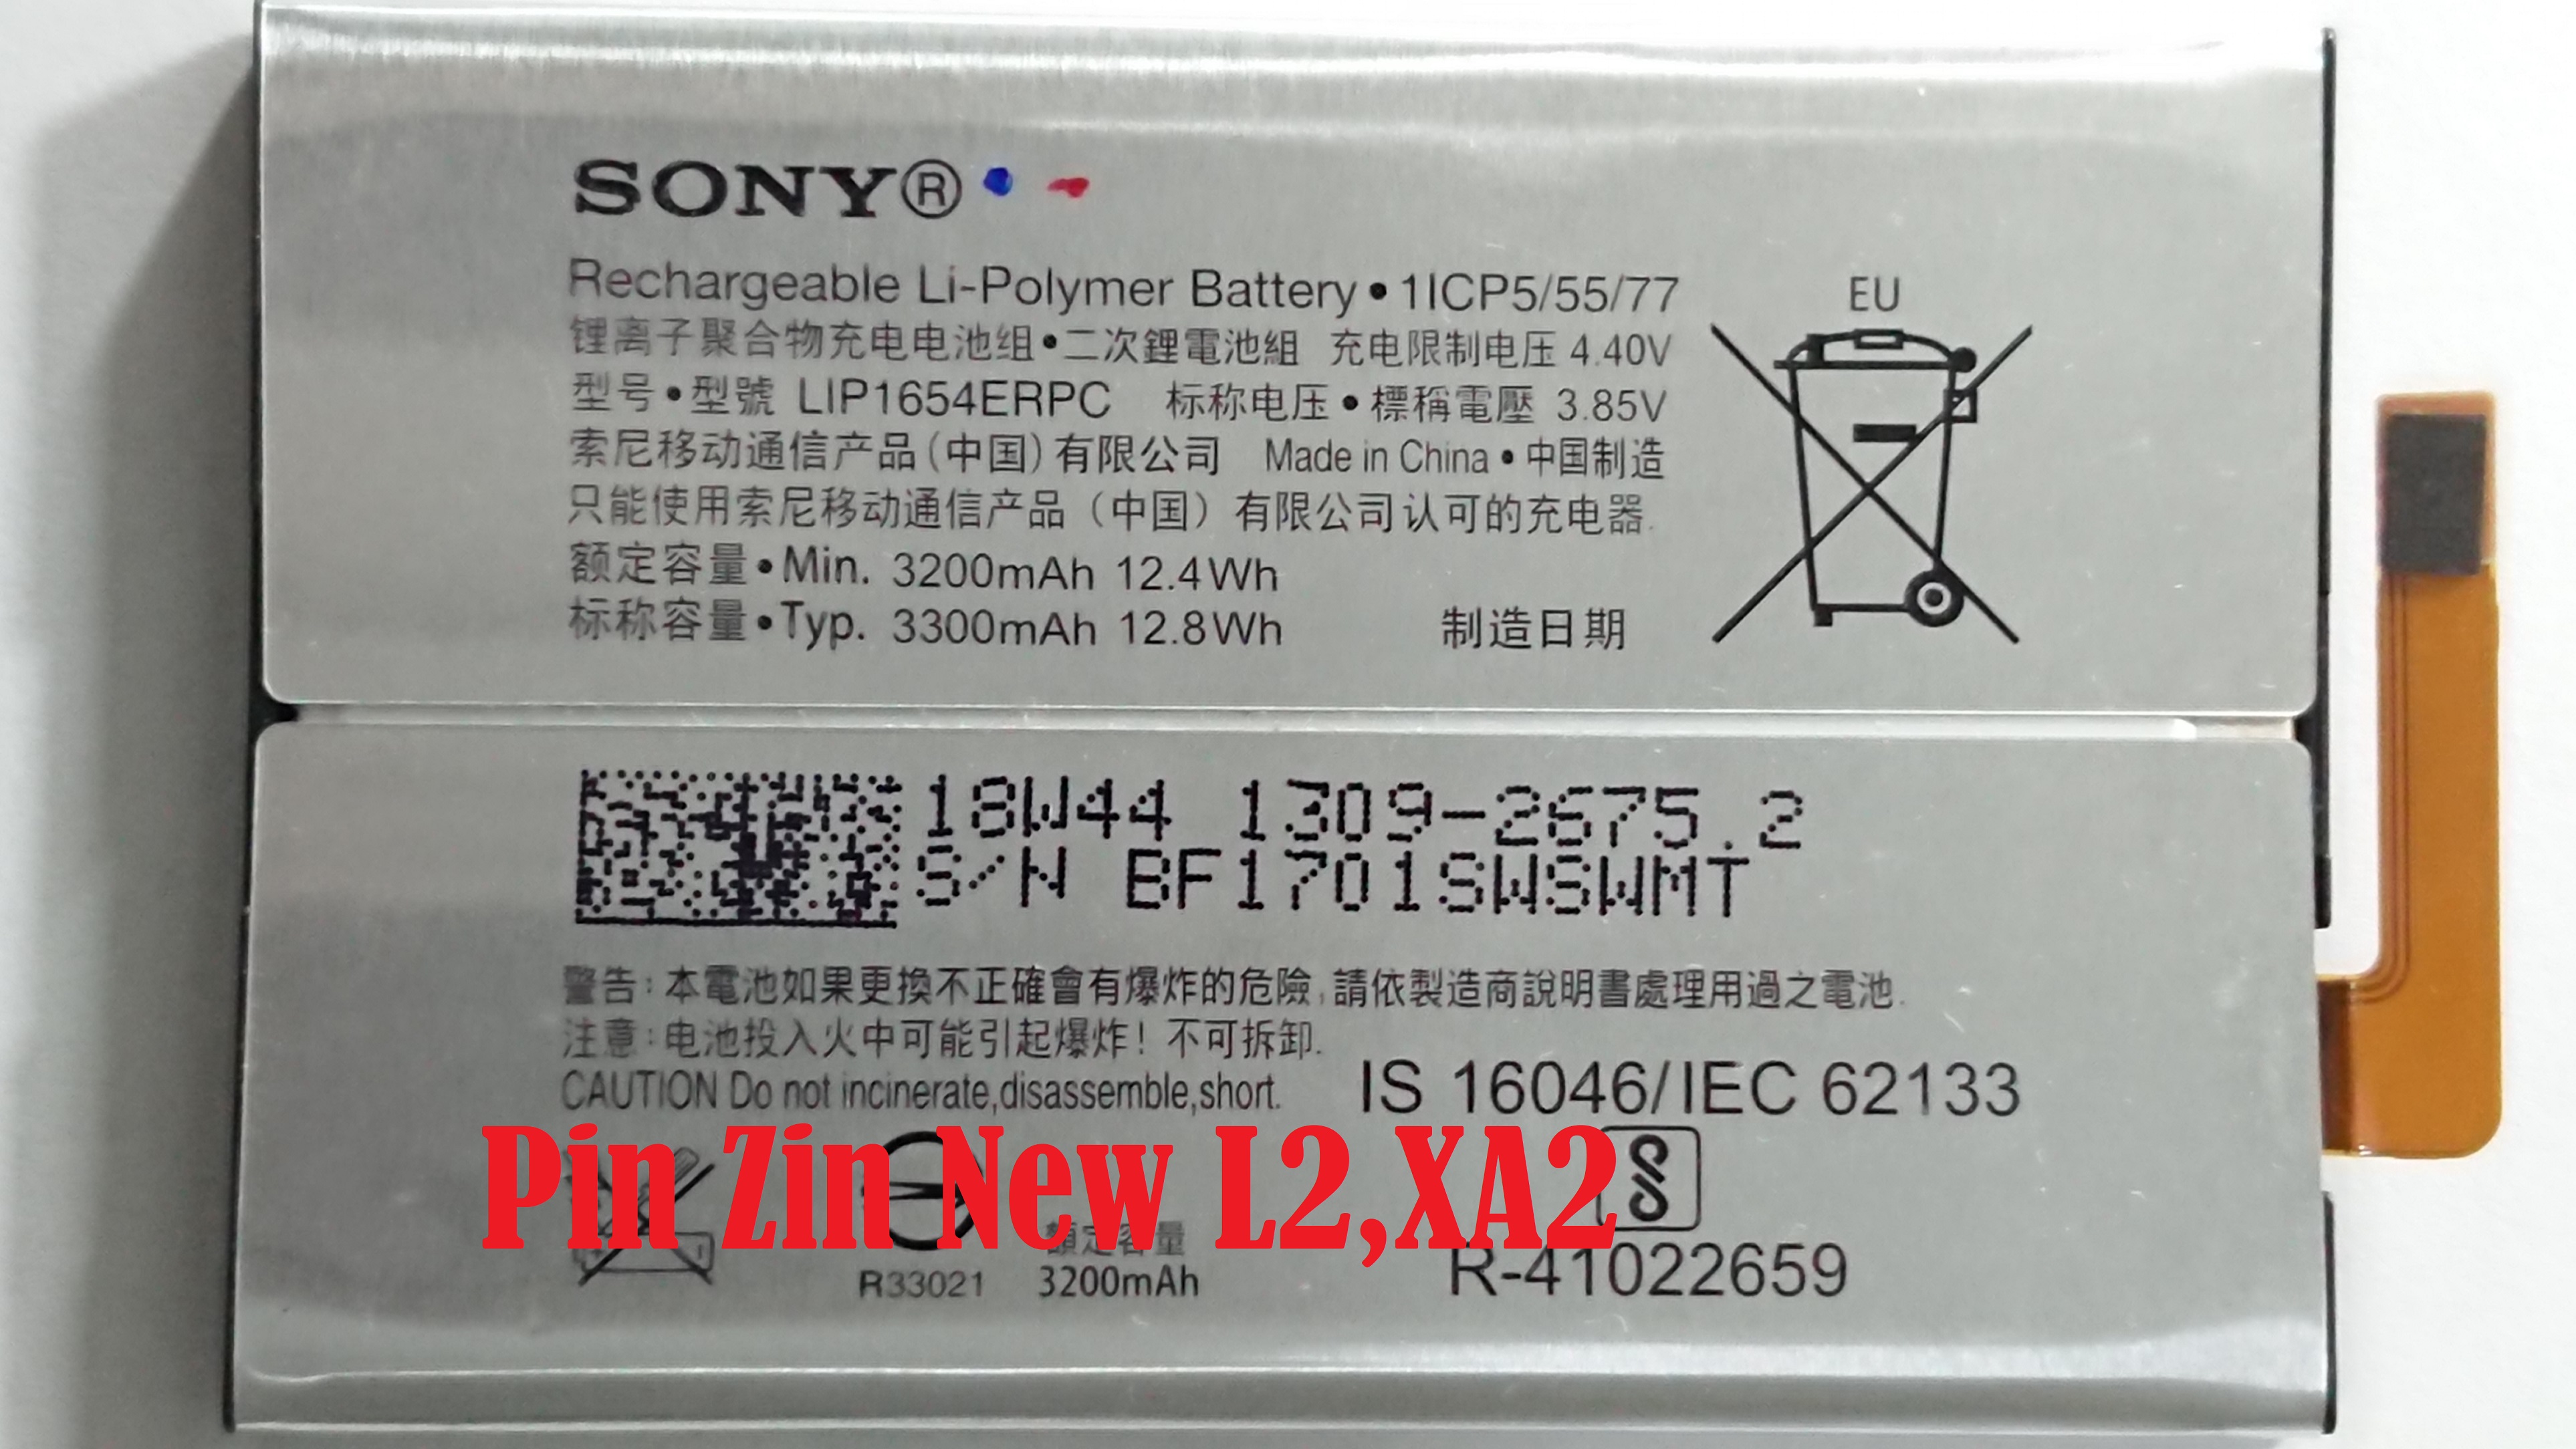 SONY®
Rechargeable Li-Polymer Battery • 1ICP5/55/77
EU
锂离子聚合物充电电池组•二次鋰電池組 充电限制电压 4.40V
型号•型號 LIP1654ERPC 标称电压•標稱電壓 3.85V
索尼移动通信产品(中国)有限公司 Made in China•中国制造
只能使用索尼移动通信产品（中国）有限公司认可的充电器.
额定容量•Min. 3200mAh 12.4Wh
标称容量•Typ. 3300mAh 12.8Wh 制造日期
18W44 1309-2675.2
S/N BF1701SWSWMT
警告:本電池如果更換不正確會有爆炸的危險,請依製造商說明書處理用過之電池.
注意:电池投入火中可能引起爆炸! 不可拆卸.
CAUTION Do not incinerate,disassemble,short.
IS 16046/IEC 62133
Pin Zin New L2,XA2
額定容量
R33021 3200mAh
R-41022659